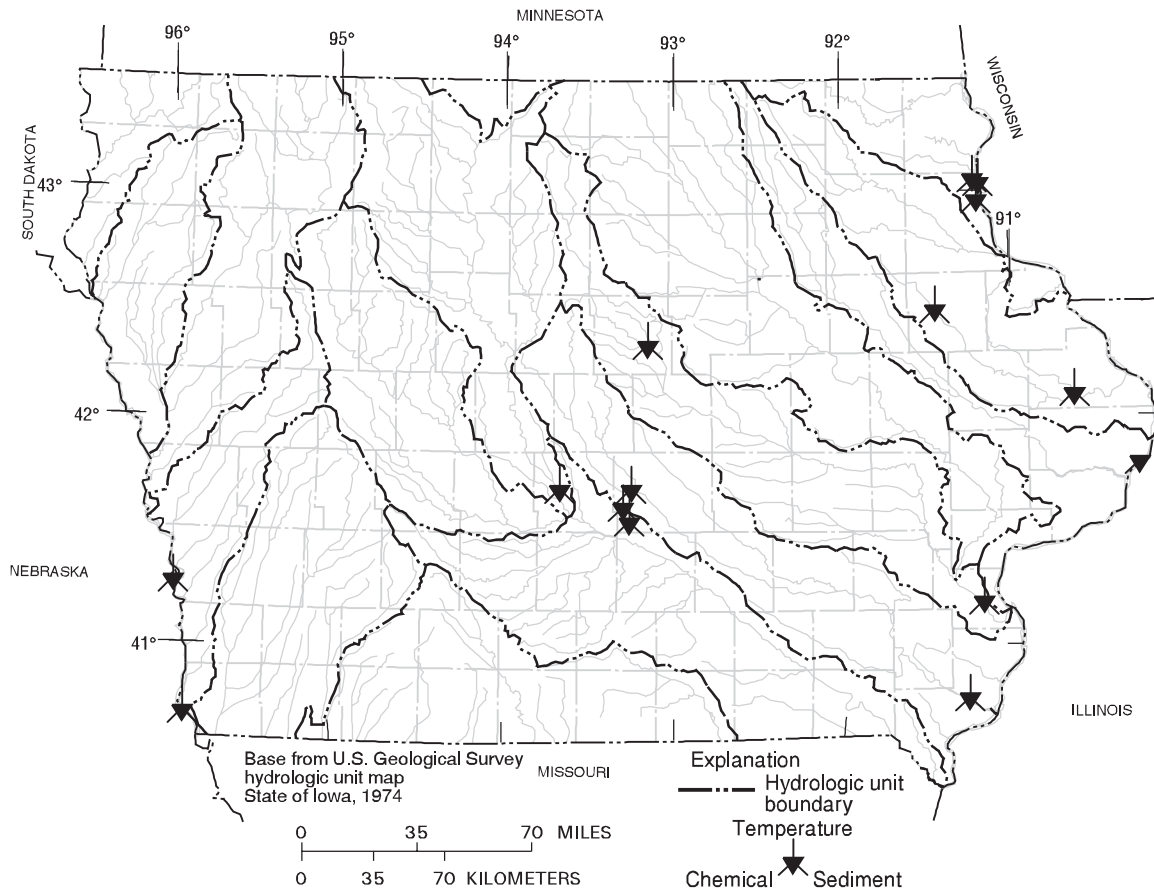 MINNESOTA
96°
95°
94°
93°
92°
WISCONSIN
SOUTH DAKOTA
43°
91°
42°
NEBRASKA
41°
ILLINOIS
Base from U.S. Geological Survey
hydrologic unit map
State of Iowa, 1974
MISSOURI
Explanation
Hydrologic unit
boundary
Temperature
Chemical Sediment
0 35 70 MILES
0 35 70 KILOMETERS